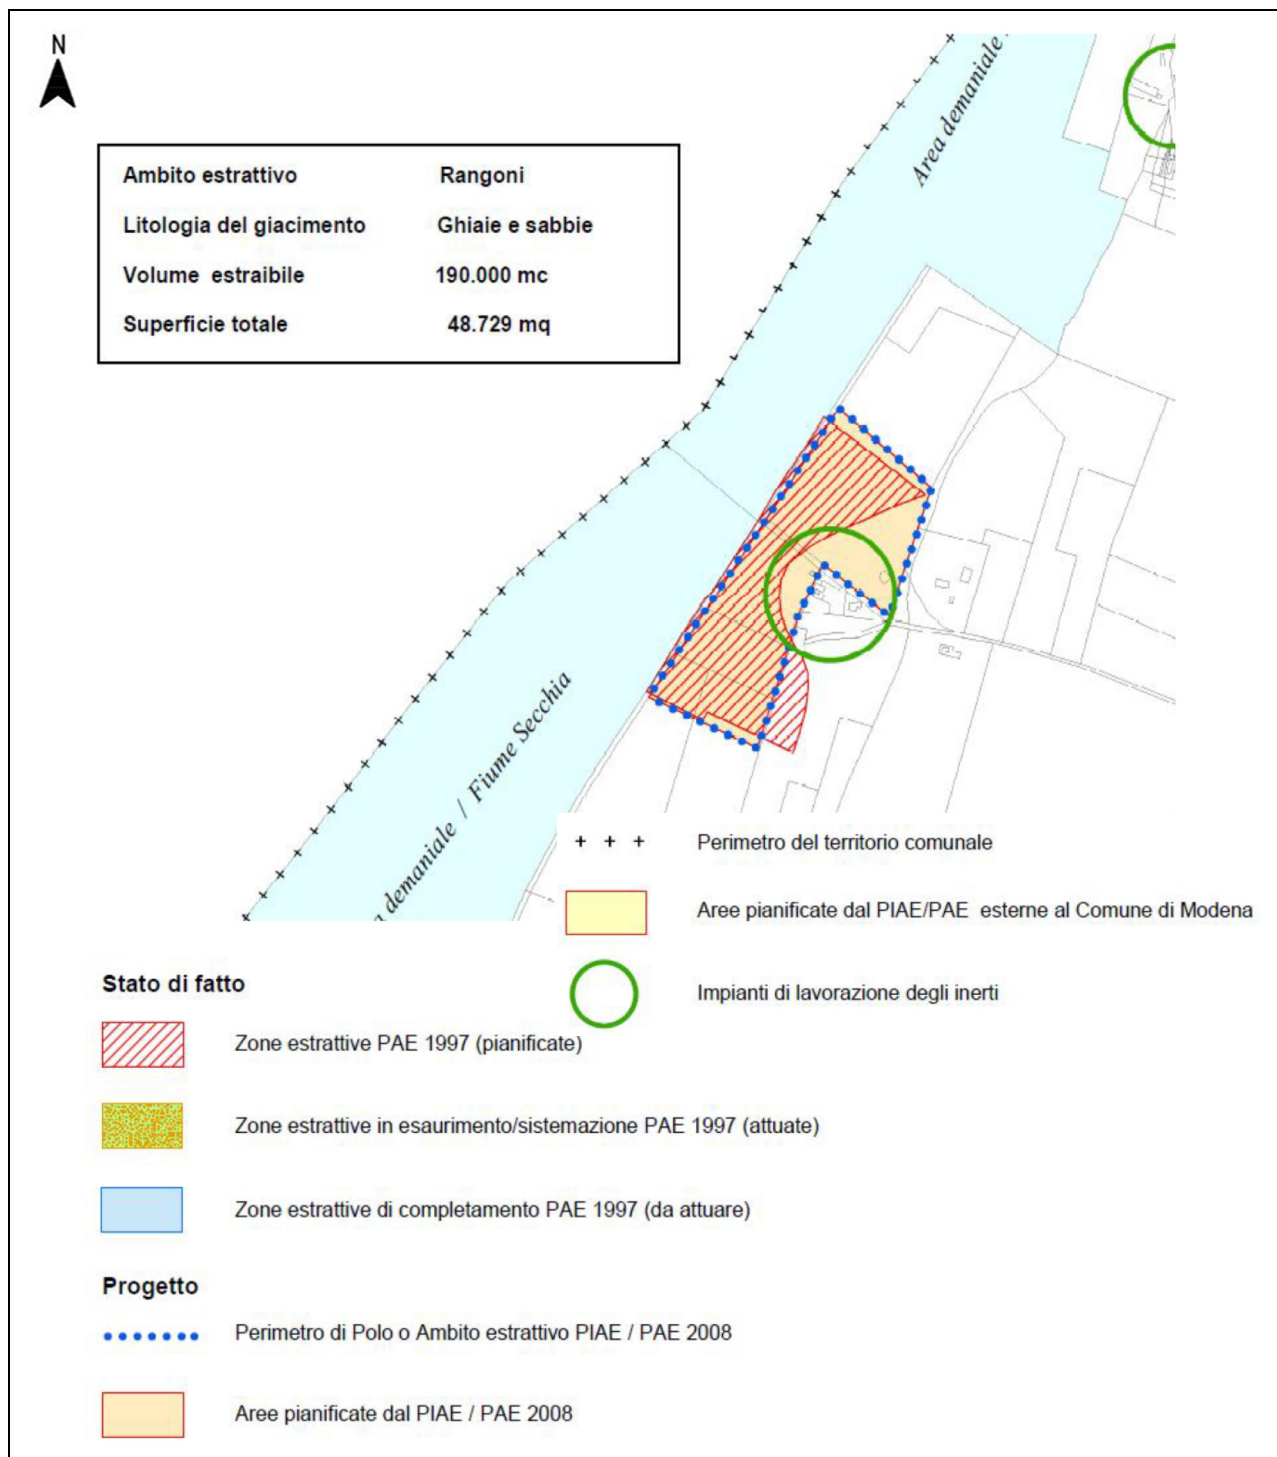 N
Area demaniale
Ambito estrattivo Rangoni
Litologia del giacimento Ghiaie e sabbie
Volume estraibile 190.000 mc
Superficie totale 48.729 mq
demaniale / Fiume Secchia
+ + + Perimetro del territorio comunale
Aree pianificate dal PIAE/PAE esterne al Comune di Modena
Impianti di lavorazione degli inerti
Stato di fatto
Zone estrattive PAE 1997 (pianificate)
Zone estrattive in esaurimento/sistemazione PAE 1997 (attuate)
Zone estrattive di completamento PAE 1997 (da attuare)
Progetto
Perimetro di Polo o Ambito estrattivo PIAE / PAE 2008
Aree pianificate dal PIAE / PAE 2008